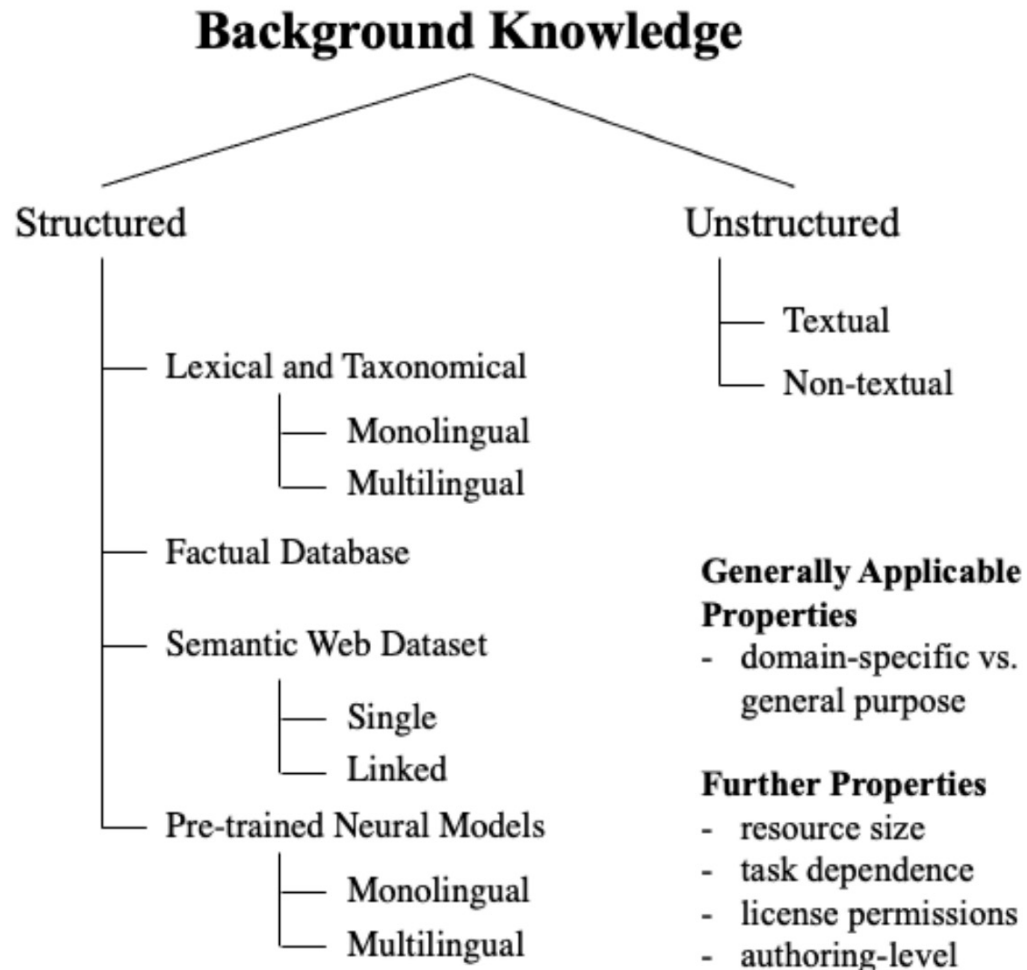 Background Knowledge
Structured
Unstructured
Lexical and Taxonomical
Monolingual
Multilingual
Factual Database
Semantic Web Dataset
Single
Linked
Pre-trained Neural Models
Monolingual
Multilingual
Textual
Non-textual
Generally Applicable
Properties
- domain-specific vs.
general purpose
Further Properties
- resource size
- task dependence
- license permissions
- authoring-level